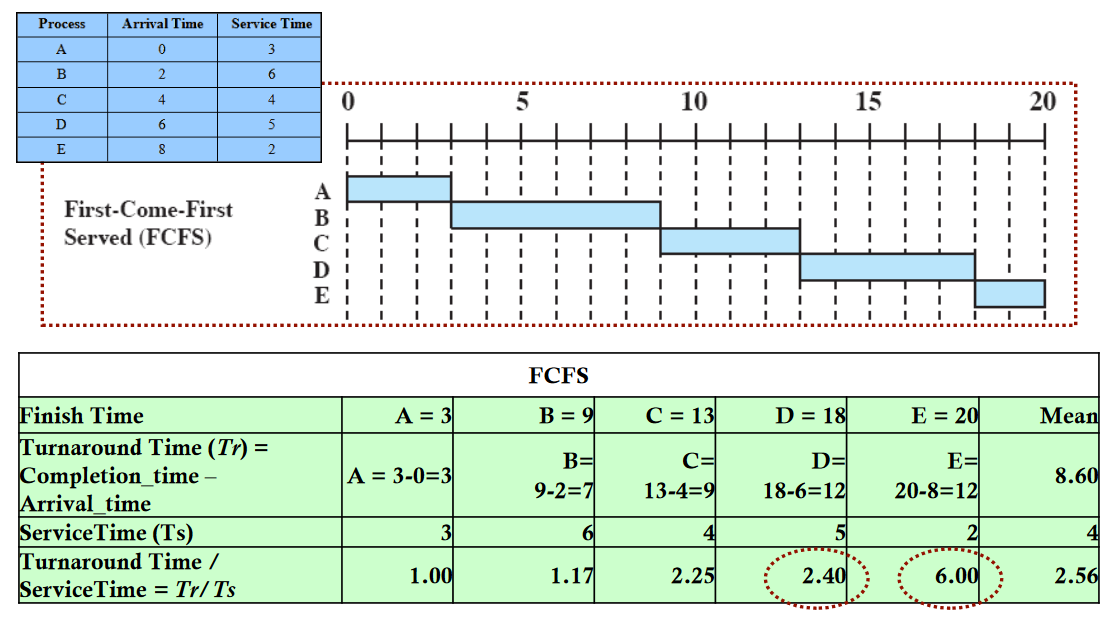 Process Arrival Time Service Time
A 0 3
B 2 6
C 4 4
D 6 5
E 8 2
0 5 10 15 20
First-Come-First
Served (FCFS)
A
B
C
D
E
FCFS
Finish Time A = 3 B = 9 C = 13 D = 18 E = 20 Mean
Turnaround Time (Tr) =
Completion_time –
Arrival_time
A = 3-0=3
B=
9-2=7
C=
13-4=9
D=
18-6=12
E=
20-8=12
8.60
ServiceTime (Ts) 3 6 4 5 2 4
Turnaround Time /
ServiceTime = Tr/Ts
1.00 1.17 2.25 2.40 6.00 2.56